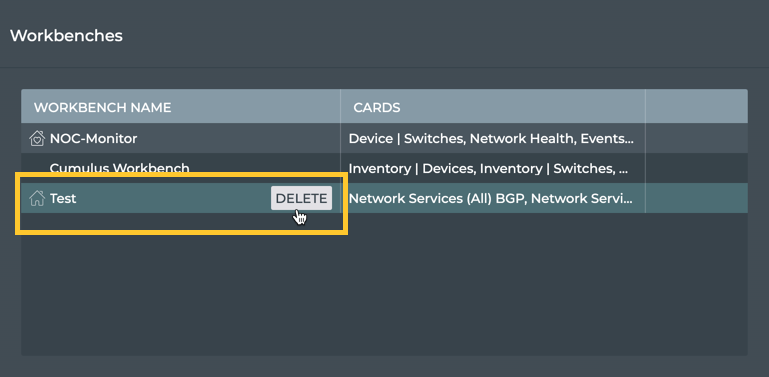 Workbenches
WORKBENCH NAME CARDS
NOC-Monitor Device | Switches, Network Health, Events...
Cumulus Workbench Inventory | Devices, Inventory | Switches, ...
Test DELETE Network Services (All) BGP, Network Servi...